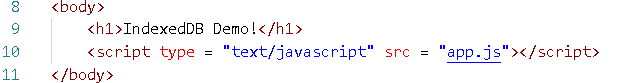 8 <body>
9 <h1>IndexedDB Demo!</h1>
10 <script type = "text/javascript" src = "app.js"></script>
11 </body>